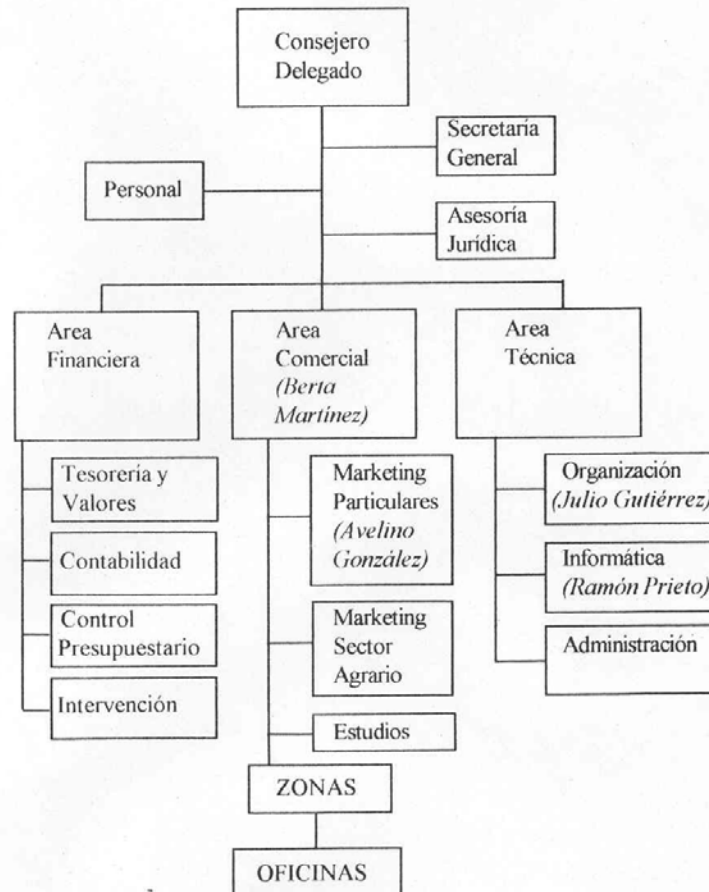 Consejero
Delegado
Secretaría
General
Personal
Asesoría
Jurídica
Area
Financiera
Area
Comercial
(Berta
Martínez)
Area
Técnica
Tesorería y
Valores
Contabilidad
Control
Presupuestario
Intervención
Marketing
Particulares
(Avelino
González)
Marketing
Sector
Agrario
Estudios
ZONAS
OFICINAS
Organización
(Julio Gutiérrez)
Informática
(Ramón Prieto)
Administración